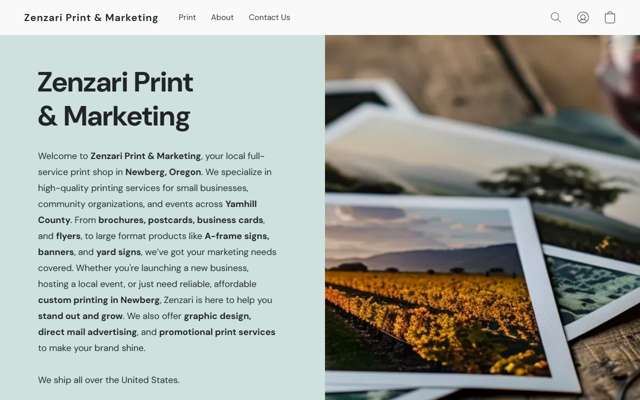 Zenzari Print & Marketing
Print
About
Contact Us
Zenzari Print
& Marketing
Welcome to Zenzari Print & Marketing, your local full-
service print shop in Newberg, Oregon. We specialize in
high-quality printing services for small businesses,
community organizations, and events across Yamhill
County. From brochures, postcards, business cards,
and flyers, to large format products like A-frame signs,
banners, and yard signs, we've got your marketing needs
covered. Whether you're launching a new business,
hosting a local event, or just need reliable, affordable
custom printing in Newberg, Zenzari is here to help you
stand out and grow. We also offer graphic design,
direct mail advertising, and promotional print services
to make your brand shine.
We ship all over the United States.